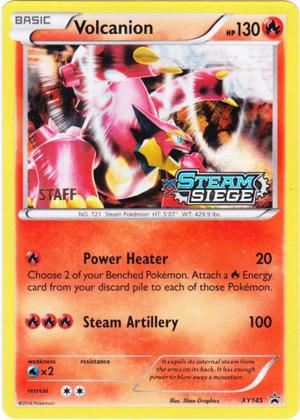 BASIC
Volcanion HP 130
STAFF
STEAM
SIEGE
NO. 721 Steam Pokémon HT: 5'07" WT: 429.9 lbs.
Power Heater 20
Choose 2 of your Benched Pokémon. Attach a Energy
card from your discard pile to each of those Pokémon.
Steam Artillery 100
weakness resistance
×2
retreat
It expels its internal steam from
the arms on its back. It has enough
power to blow away a mountain.
©2016 Pokémon
Illus. 5ban Graphics
XY145